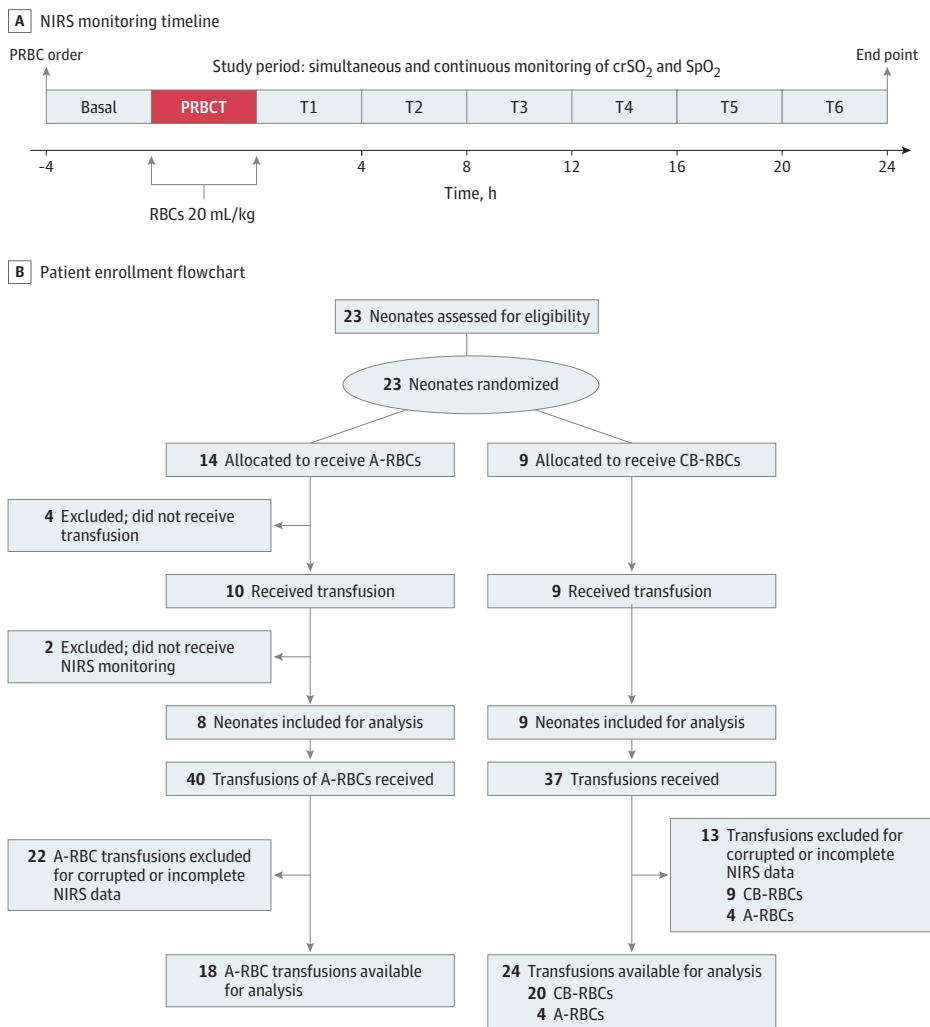 A NIRS monitoring timeline
PRBC order
End point
Study period: simultaneous and continuous monitoring of crSO2 and SpO2
Basal PRBCT T1 T2 T3 T4 T5 T6
-4 4 8 12 16 20 24
Time, h
RBCs 20 mL/kg
B Patient enrollment flowchart
23 Neonates assessed for eligibility
23 Neonates randomized
14 Allocated to receive A-RBCs
9 Allocated to receive CB-RBCs
4 Excluded; did not receive
transfusion
10 Received transfusion
9 Received transfusion
2 Excluded; did not receive
NIRS monitoring
8 Neonates included for analysis
9 Neonates included for analysis
40 Transfusions of A-RBCs received
37 Transfusions received
22 A-RBC transfusions excluded
for corrupted or incomplete
NIRS data
13 Transfusions excluded for
corrupted or incomplete
NIRS data
9 CB-RBCs
4 A-RBCs
18 A-RBC transfusions available
for analysis
24 Transfusions available for analysis
20 CB-RBCs
4 A-RBCs